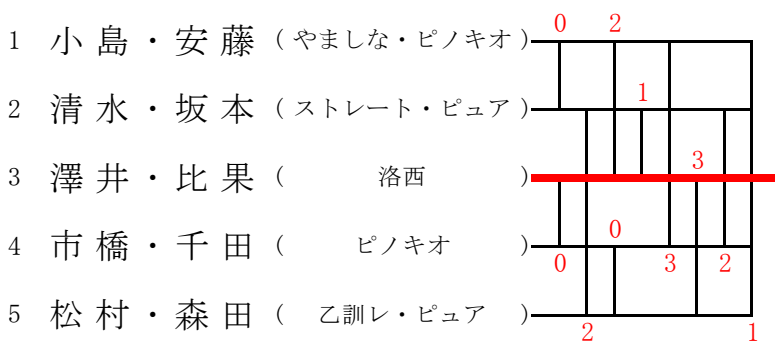 0 2
1 小島・安藤 (やましな・ピノキオ)
1
2 清水・坂本 (ストレート・ピュア)
3
3 澤井・比果 (洛西)
0
4 市橋・千田 (ピノキオ)
0 3 2
5 松村・森田 (乙訓レ・ピュア)
2 1